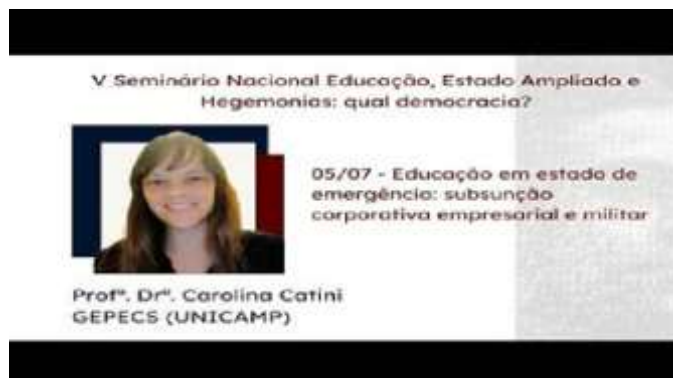 V Seminário Nacional Educação, Estado Ampliado e
Hegemonias: qual democracia?
05/07 - Educação em estado de
emergência: subsunção
corporativa empresarial e militar
Profª. Drª. Carolina Catini
GEPECS (UNICAMP)